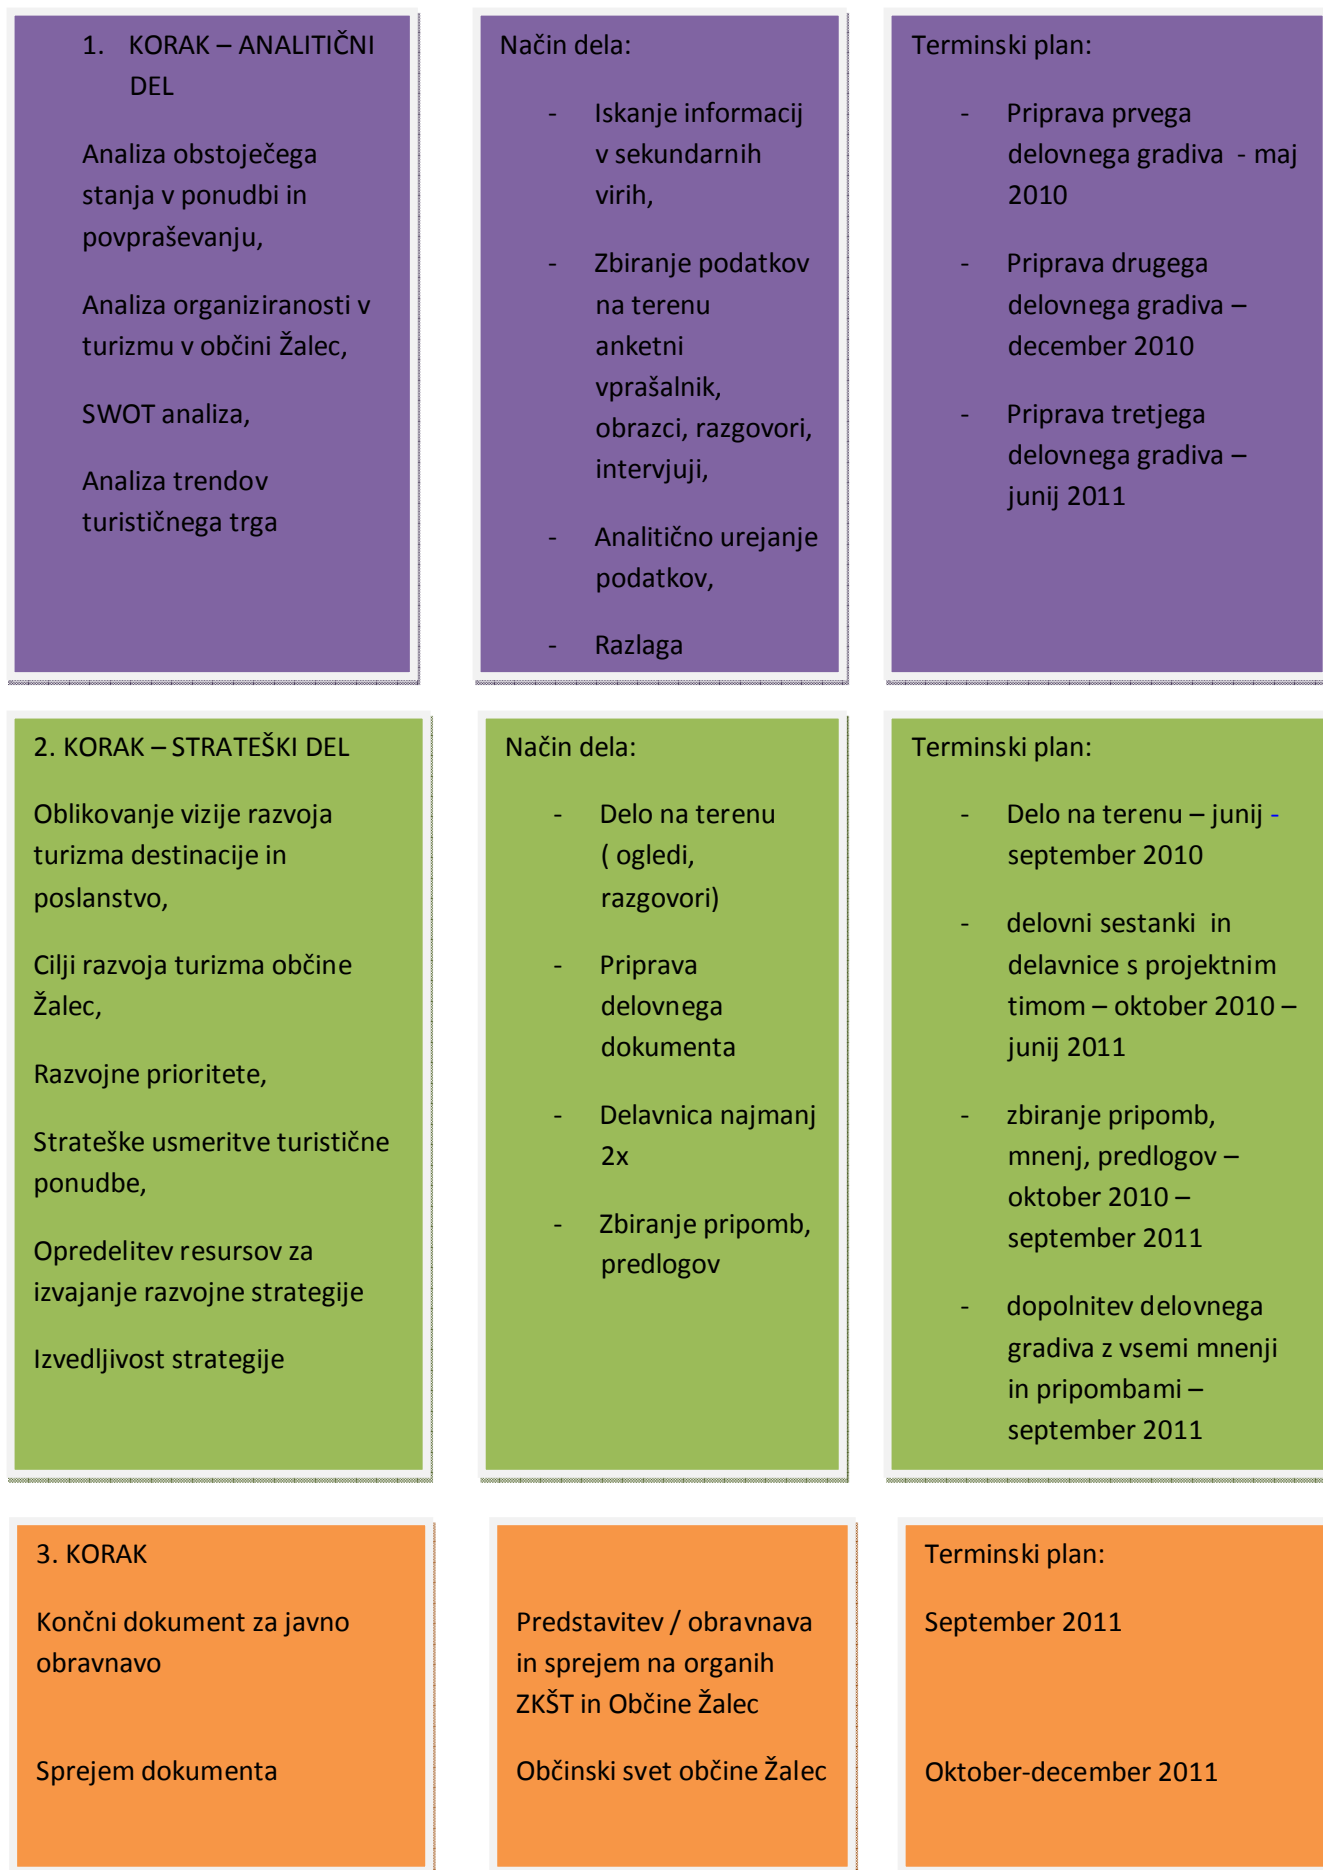 1. KORAK – ANALITIČNI
DEL
Analiza obstoječega
stanja v ponudbi in
povpraševanju,
Analiza organiziranosti v
turizmu v občini Žalec,
SWOT analiza,
Analiza trendov
turističnega trga
Način dela:
- Iskanje informacij
v sekundarnih
virih,
- Zbiranje podatkov
na terenu
anketni
vprašalnik,
obrazci, razgovori,
intervjuji,
- Analitično urejanje
podatkov,
- Razlaga
Terminski plan:
- Priprava prvega
delovnega gradiva - maj
2010
- Priprava drugega
delovnega gradiva –
december 2010
- Priprava tretjega
delovnega gradiva –
junij 2011
2. KORAK – STRATEŠKI DEL
Oblikovanje vizije razvoja
turizma destinacije in
poslanstvo,
Cilji razvoja turizma občine
Žalec,
Razvojne prioritete,
Strateške usmeritve turistične
ponudbe,
Opredelitev resursov za
izvajanje razvojne strategije
Izvedljivost strategije
Način dela:
- Delo na terenu
( ogledi,
razgovori)
- Priprava
delovnega
dokumenta
- Delavnica najmanj
2x
- Zbiranje pripomb,
predlogov
Terminski plan:
- Delo na terenu – junij -
september 2010
- delovni sestanki in
delavnice s projektnim
timom – oktober 2010 –
junij 2011
- zbiranje pripomb,
mnenj, predlogov –
oktober 2010 –
september 2011
- dopolnitev delovnega
gradiva z vsemi mnenji
in pripombami –
september 2011
3. KORAK
Končni dokument za javno
obravnavo
Sprejem dokumenta
Predstavitev / obravnava
in sprejem na organih
ZKŠT in Občine Žalec
Občinski svet občine Žalec
Terminski plan:
September 2011
Oktober-december 2011